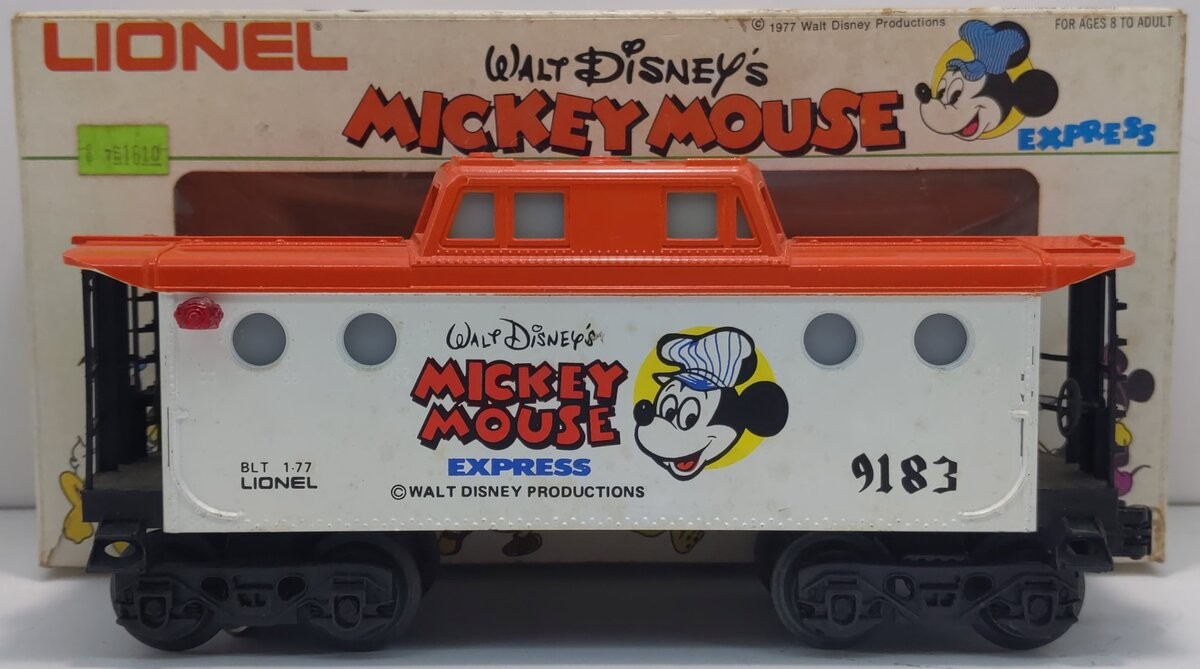 LIONEL®
© 1977 Walt Disney Productions
FOR AGES 8 TO ADULT
WALT DISNEY'S
MICKEY MOUSE
EXPRESS
WALT DISNEY'S
MICKEY
MOUSE
EXPRESS
© WALT DISNEY PRODUCTIONS
BLT 1-77
LIONEL
9183